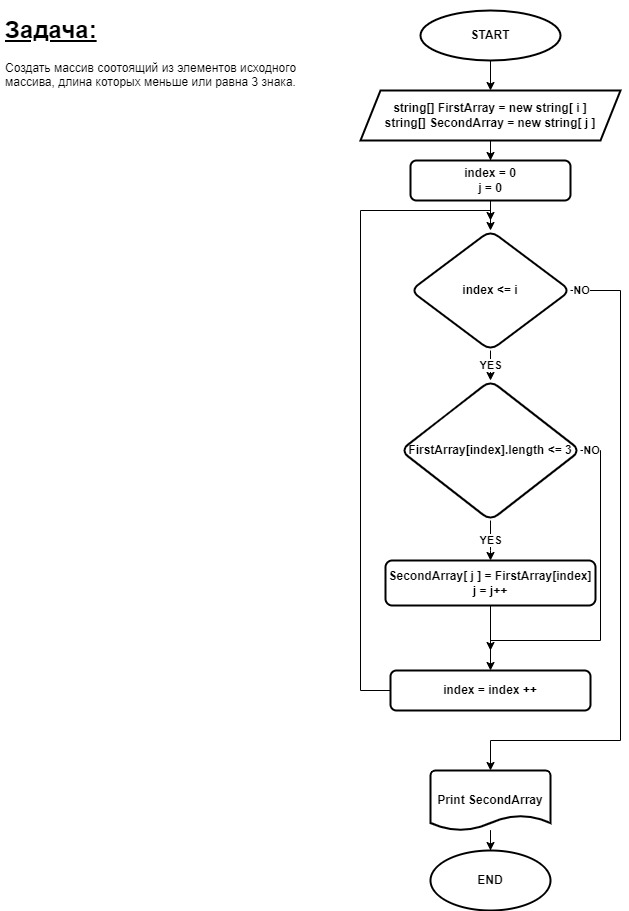 Задача:
Создать массив соотоящий из элементов исходного
массива, длина которых меньше или равна 3 знака.
START
string[] FirstArray = new string[ i ]
string[] SecondArray = new string[ j ]
index = 0
j = 0
index <= i
-NO
YES
FirstArray[index].length <= 3
-NO
YES
SecondArray[ j ] = FirstArray[index]
j = j++
index = index ++
Print SecondArray
END